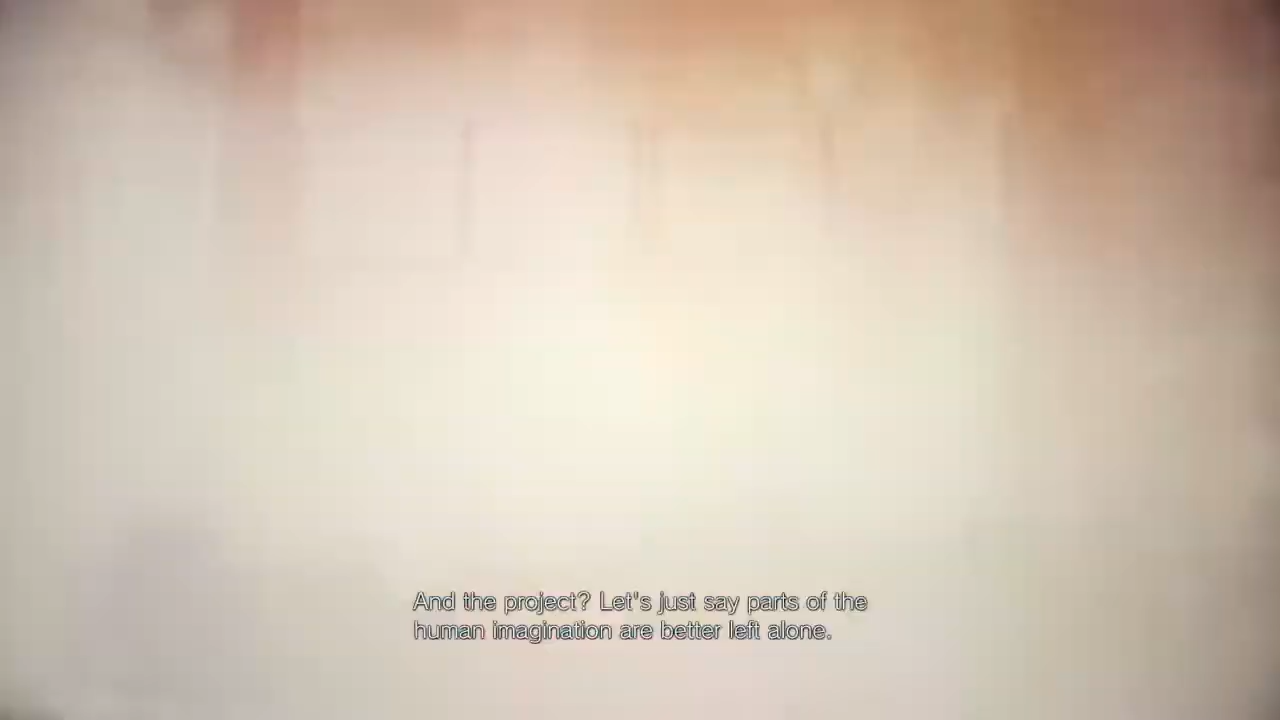 And the project? Let's just say parts of the
human imagination are better left alone.